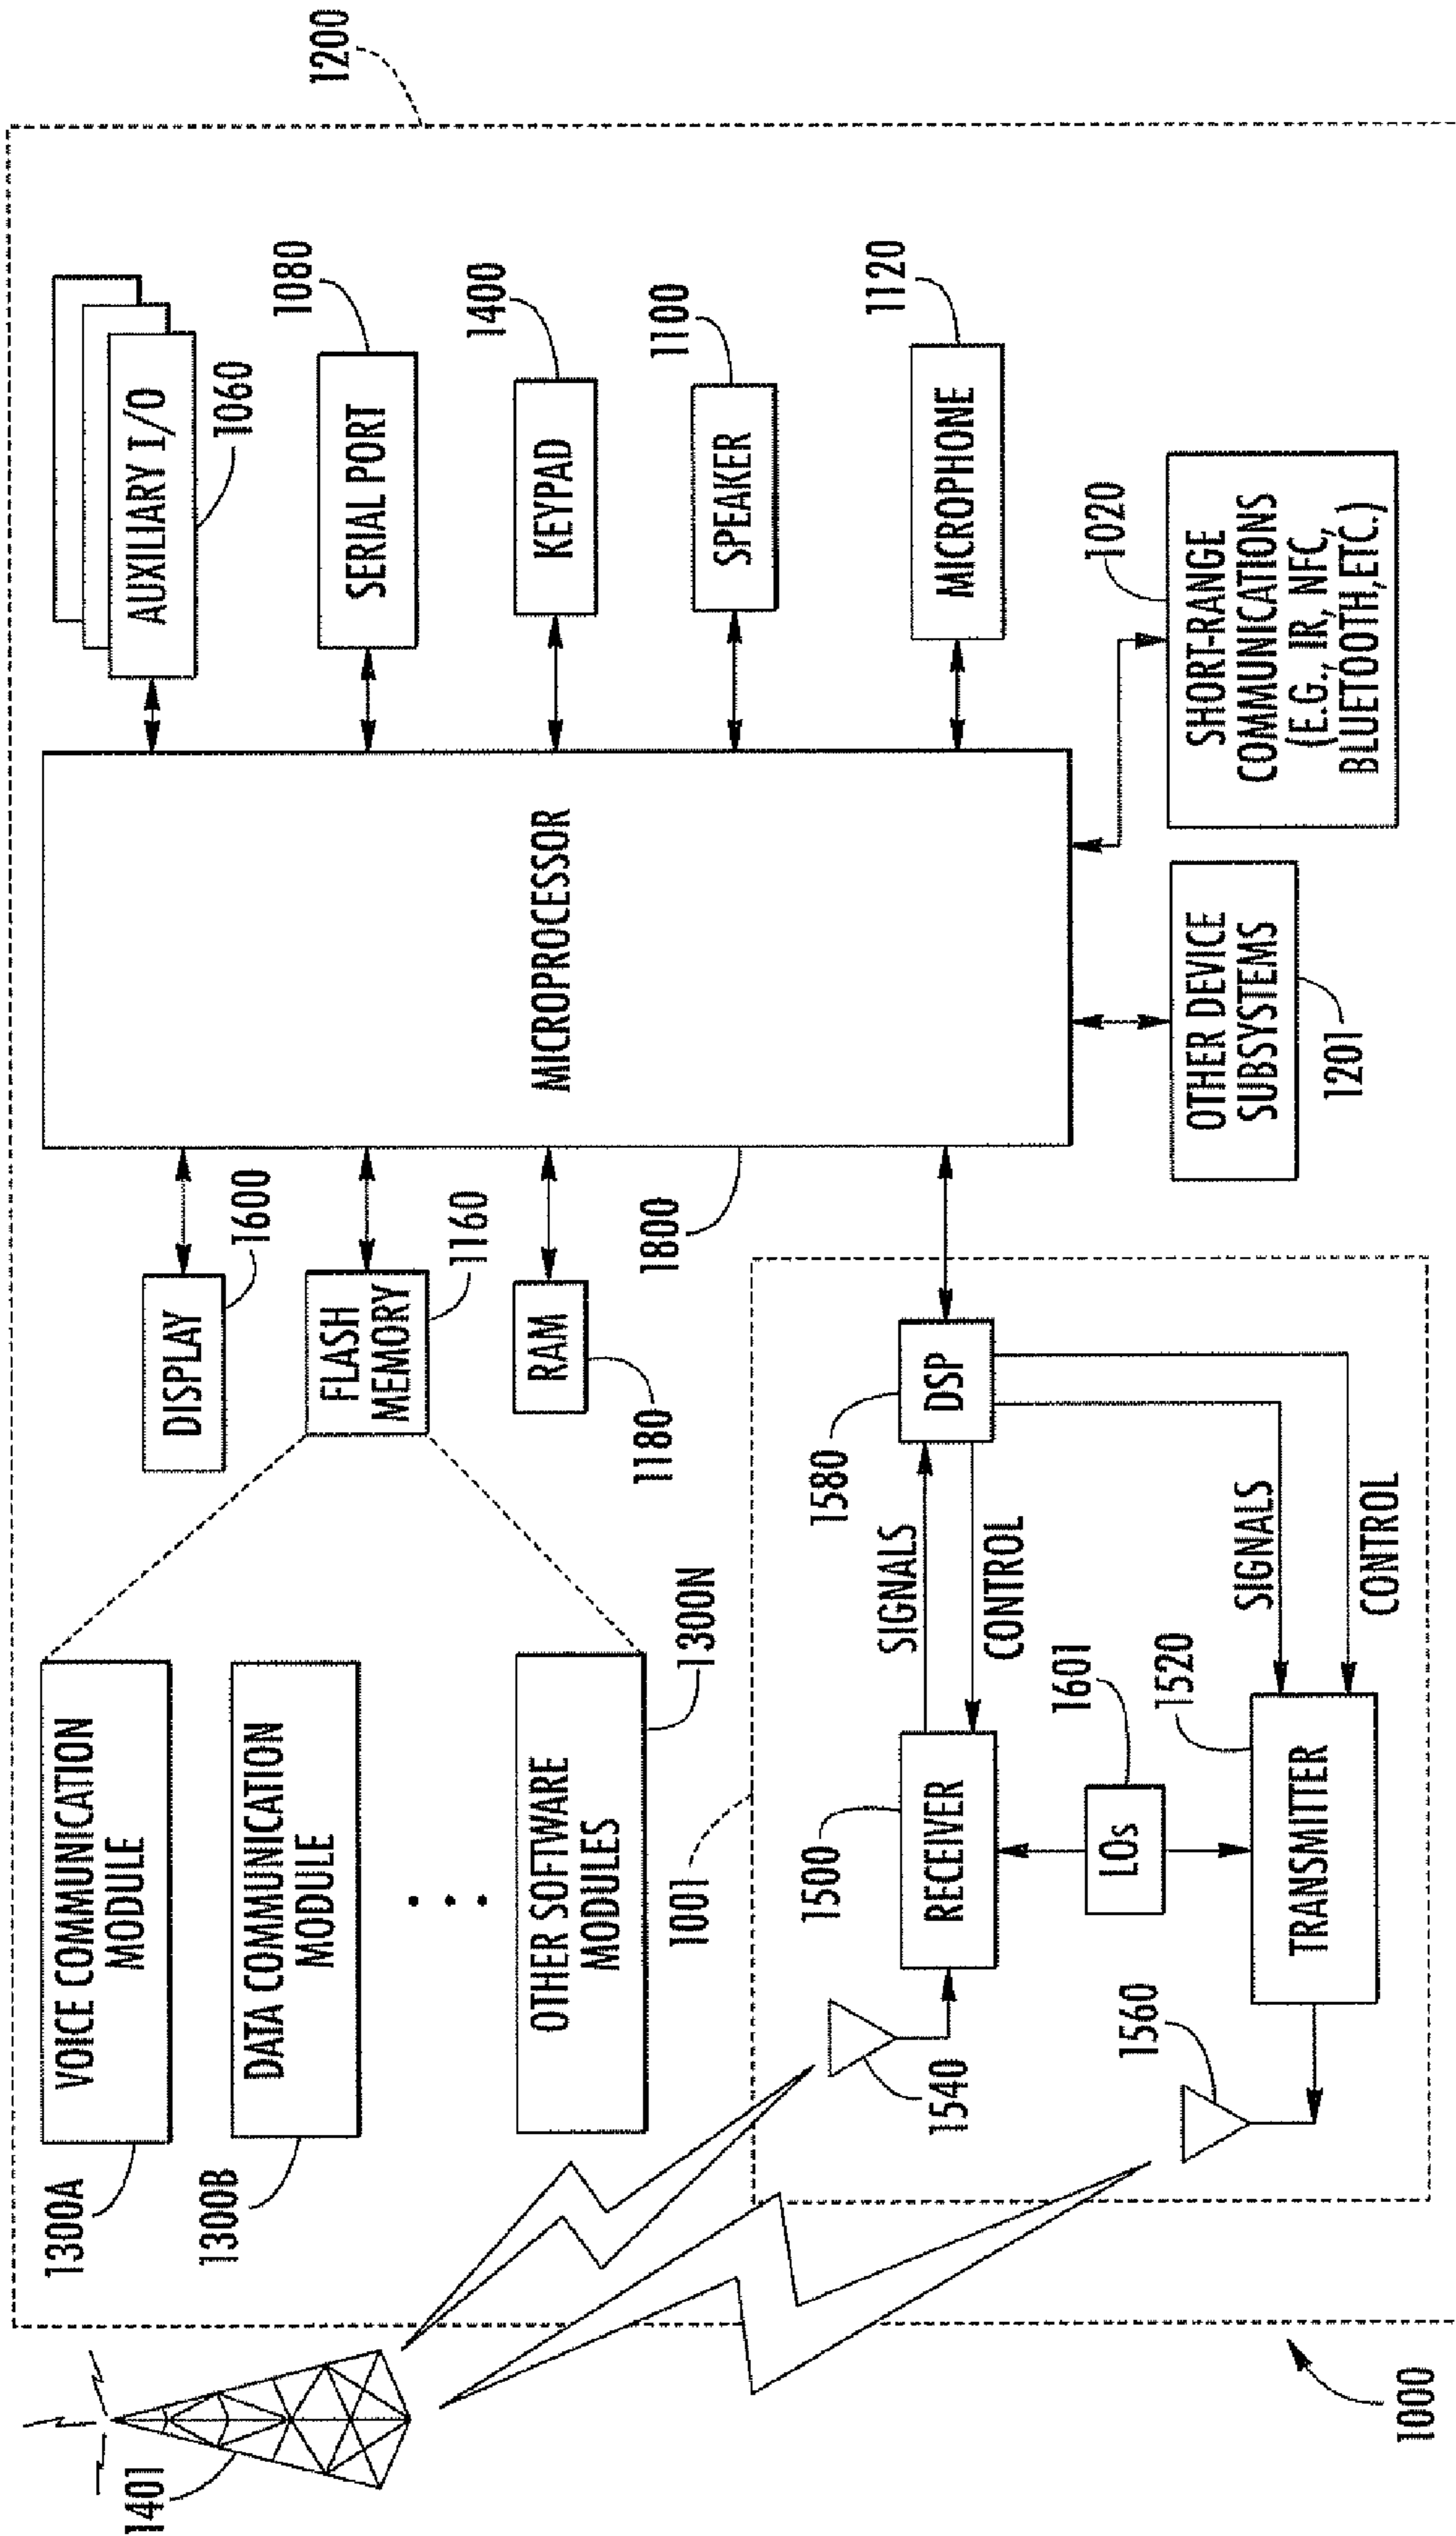 1200
AUXILIARY I/O
1060
SERIAL PORT
1080
KEYPAD
1400
SPEAKER
1100
MICROPHONE
1120
SHORT-RANGE
COMMUNICATIONS
(E.G., IR, NFC,
BLUETOOTH,ETC.)
1020
MICROPROCESSOR
1800
OTHER DEVICE
SUBSYSTEMS
1201
DISPLAY
1600
FLASH
MEMORY
1160
RAM
1180
VOICE COMMUNICATION
MODULE
1300A
DATA COMMUNICATION
MODULE
1300B
OTHER SOFTWARE
MODULES
1300N
1001
DSP
1580
SIGNALS
CONTROL
RECEIVER
1500
1540
LOs
1601
SIGNALS
CONTROL
TRANSMITTER
1520
1560
1401
1000